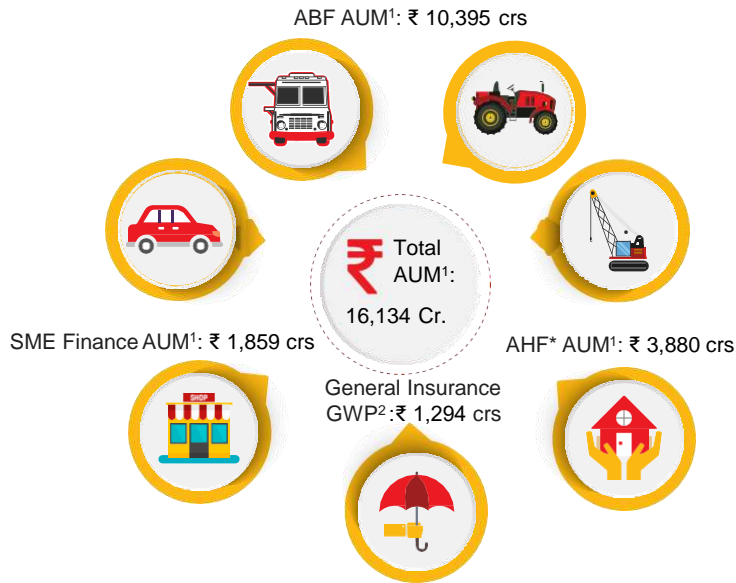 ABF AUM¹: ₹ 10,395 crs
₹ Total
AUM¹:
16,134 Cr.
SME Finance AUM¹: ₹ 1,859 crs
AHF* AUM¹: ₹ 3,880 crs
General Insurance
GWP² :₹ 1,294 crs
SHOP